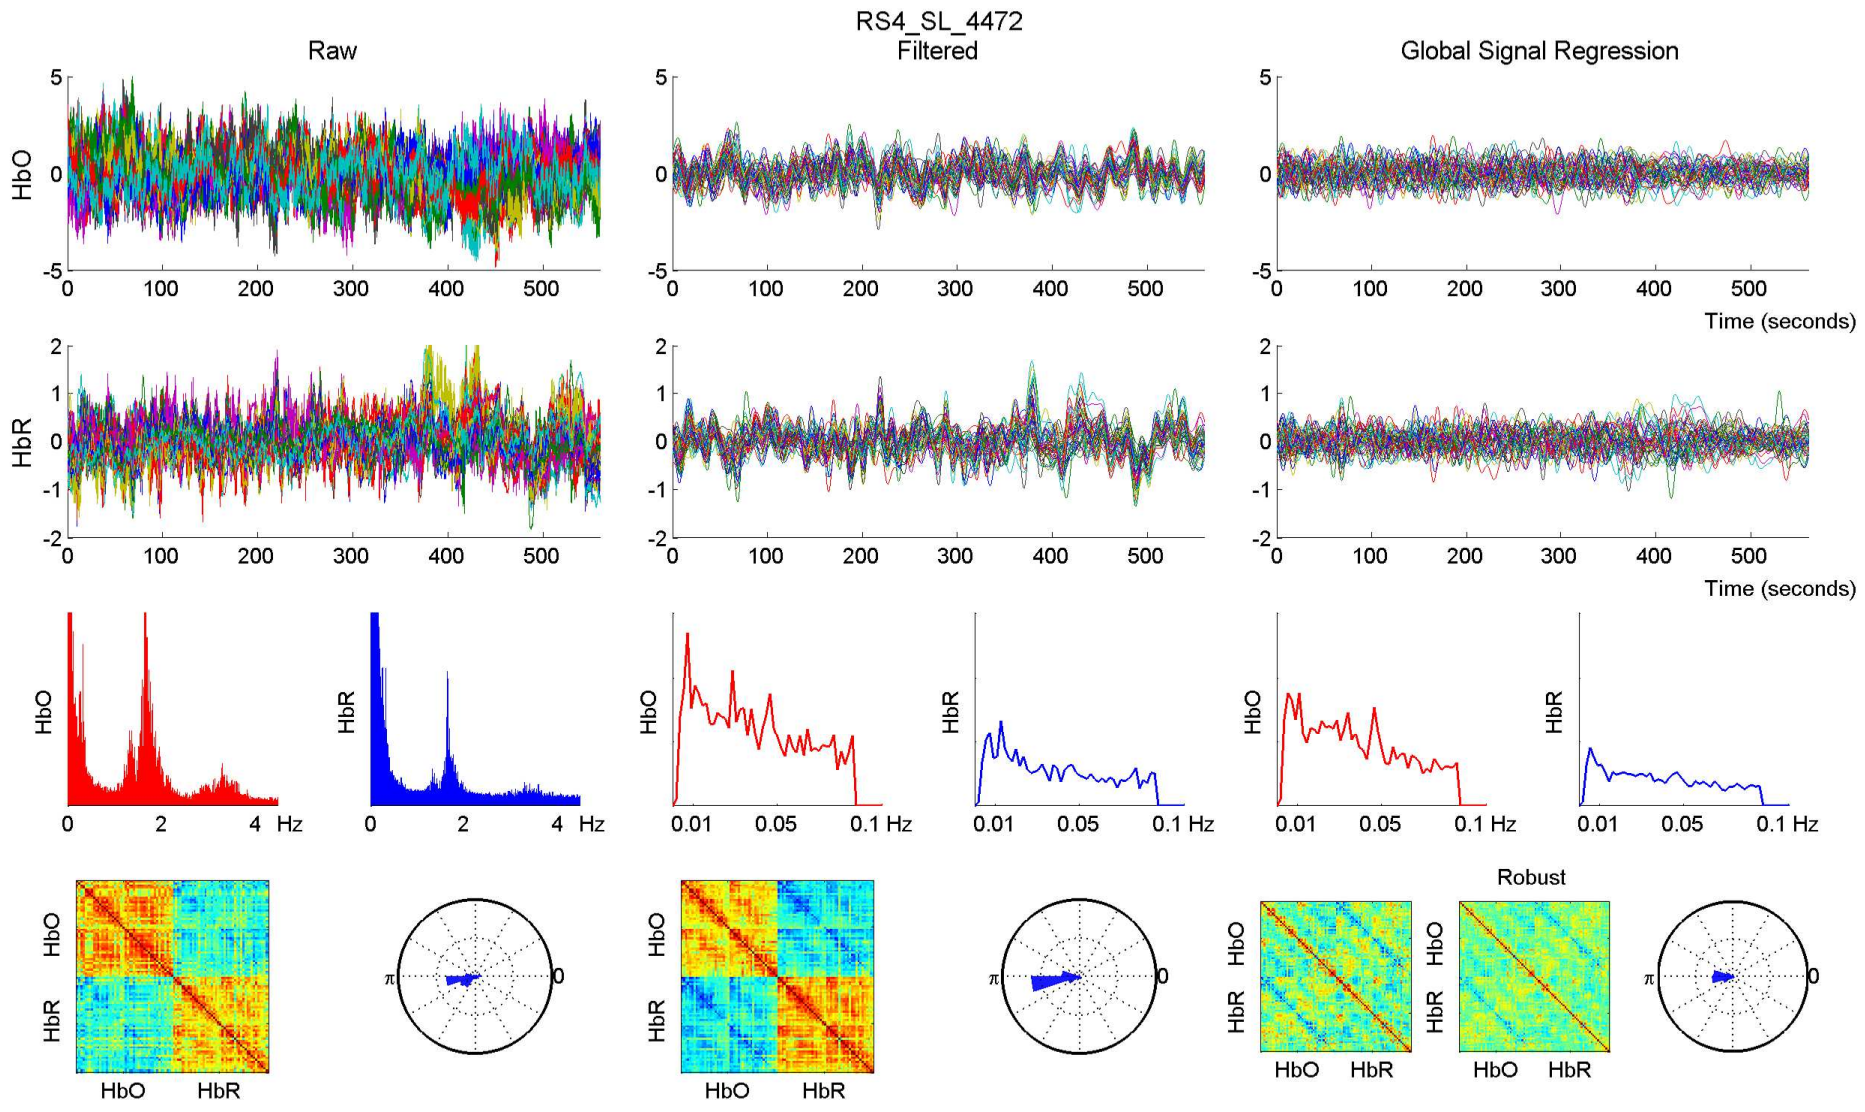 RS4_SL_4472
Raw
Filtered
Global Signal Regression
HbO
5
0
-5
0 100 200 300 400 500
5
0
-5
0 100 200 300 400 500
5
0
-5
0 100 200 300 400 500
Time (seconds)
HbR
2
1
0
-1
-2
0 100 200 300 400 500
2
1
0
-1
-2
0 100 200 300 400 500
2
1
0
-1
-2
0 100 200 300 400 500
Time (seconds)
HbO
0 2 4 Hz
HbR
0 2 4 Hz
HbO
0.01 0.05 0.1 Hz
HbR
0.01 0.05 0.1 Hz
HbO
0.01 0.05 0.1 Hz
HbR
0.01 0.05 0.1 Hz
HbO
HbR
HbO HbR
π 0
HbO
HbR
HbO HbR
π 0
HbO
HbR
HbO HbR
Robust
HbO
HbR
HbO HbR
π 0